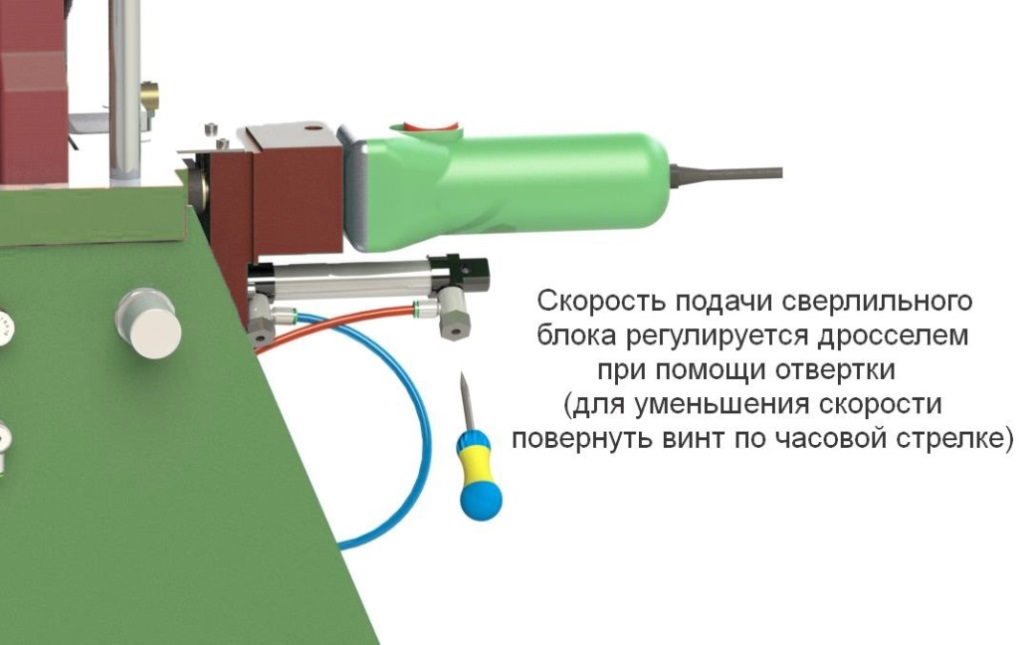 Скорость подачи сверлильного
блока регулируется дросселем
при помощи отвертки
(для уменьшения скорости
повернуть винт по часовой стрелке)